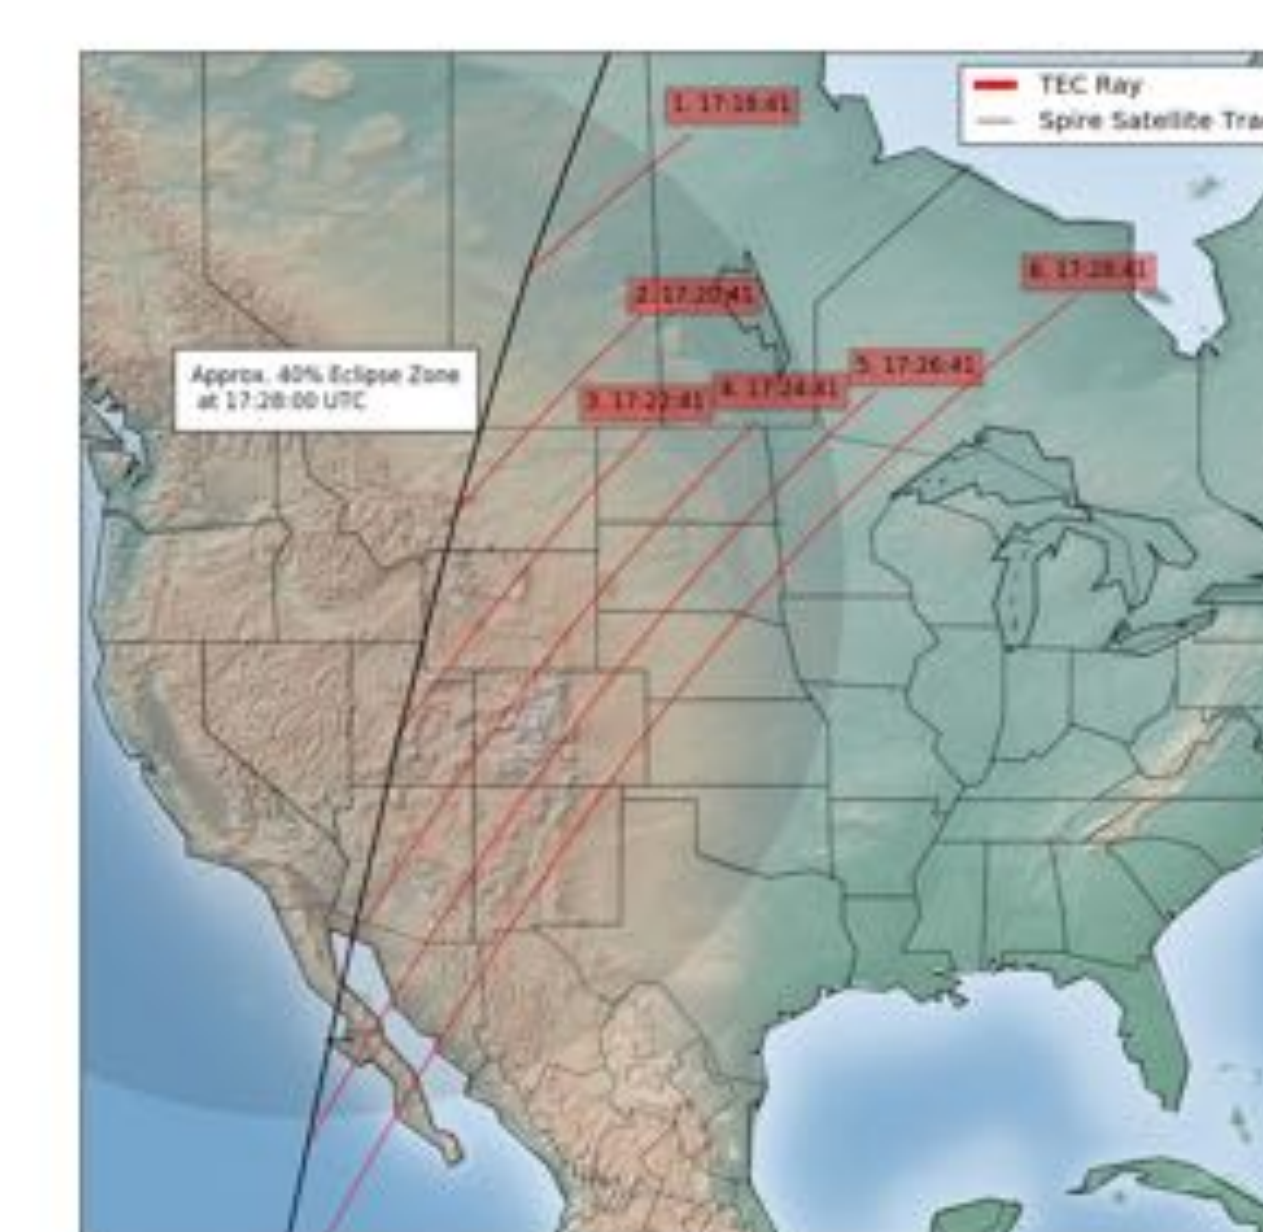 TEC Ray
Spire Satellite Tra
1. 17:18:41
2. 17:20:41
3. 17:22:41
4. 17:24:41
5. 17:26:41
6. 17:28:41
Approx. 40% Eclipse Zone
at 17:28:00 UTC